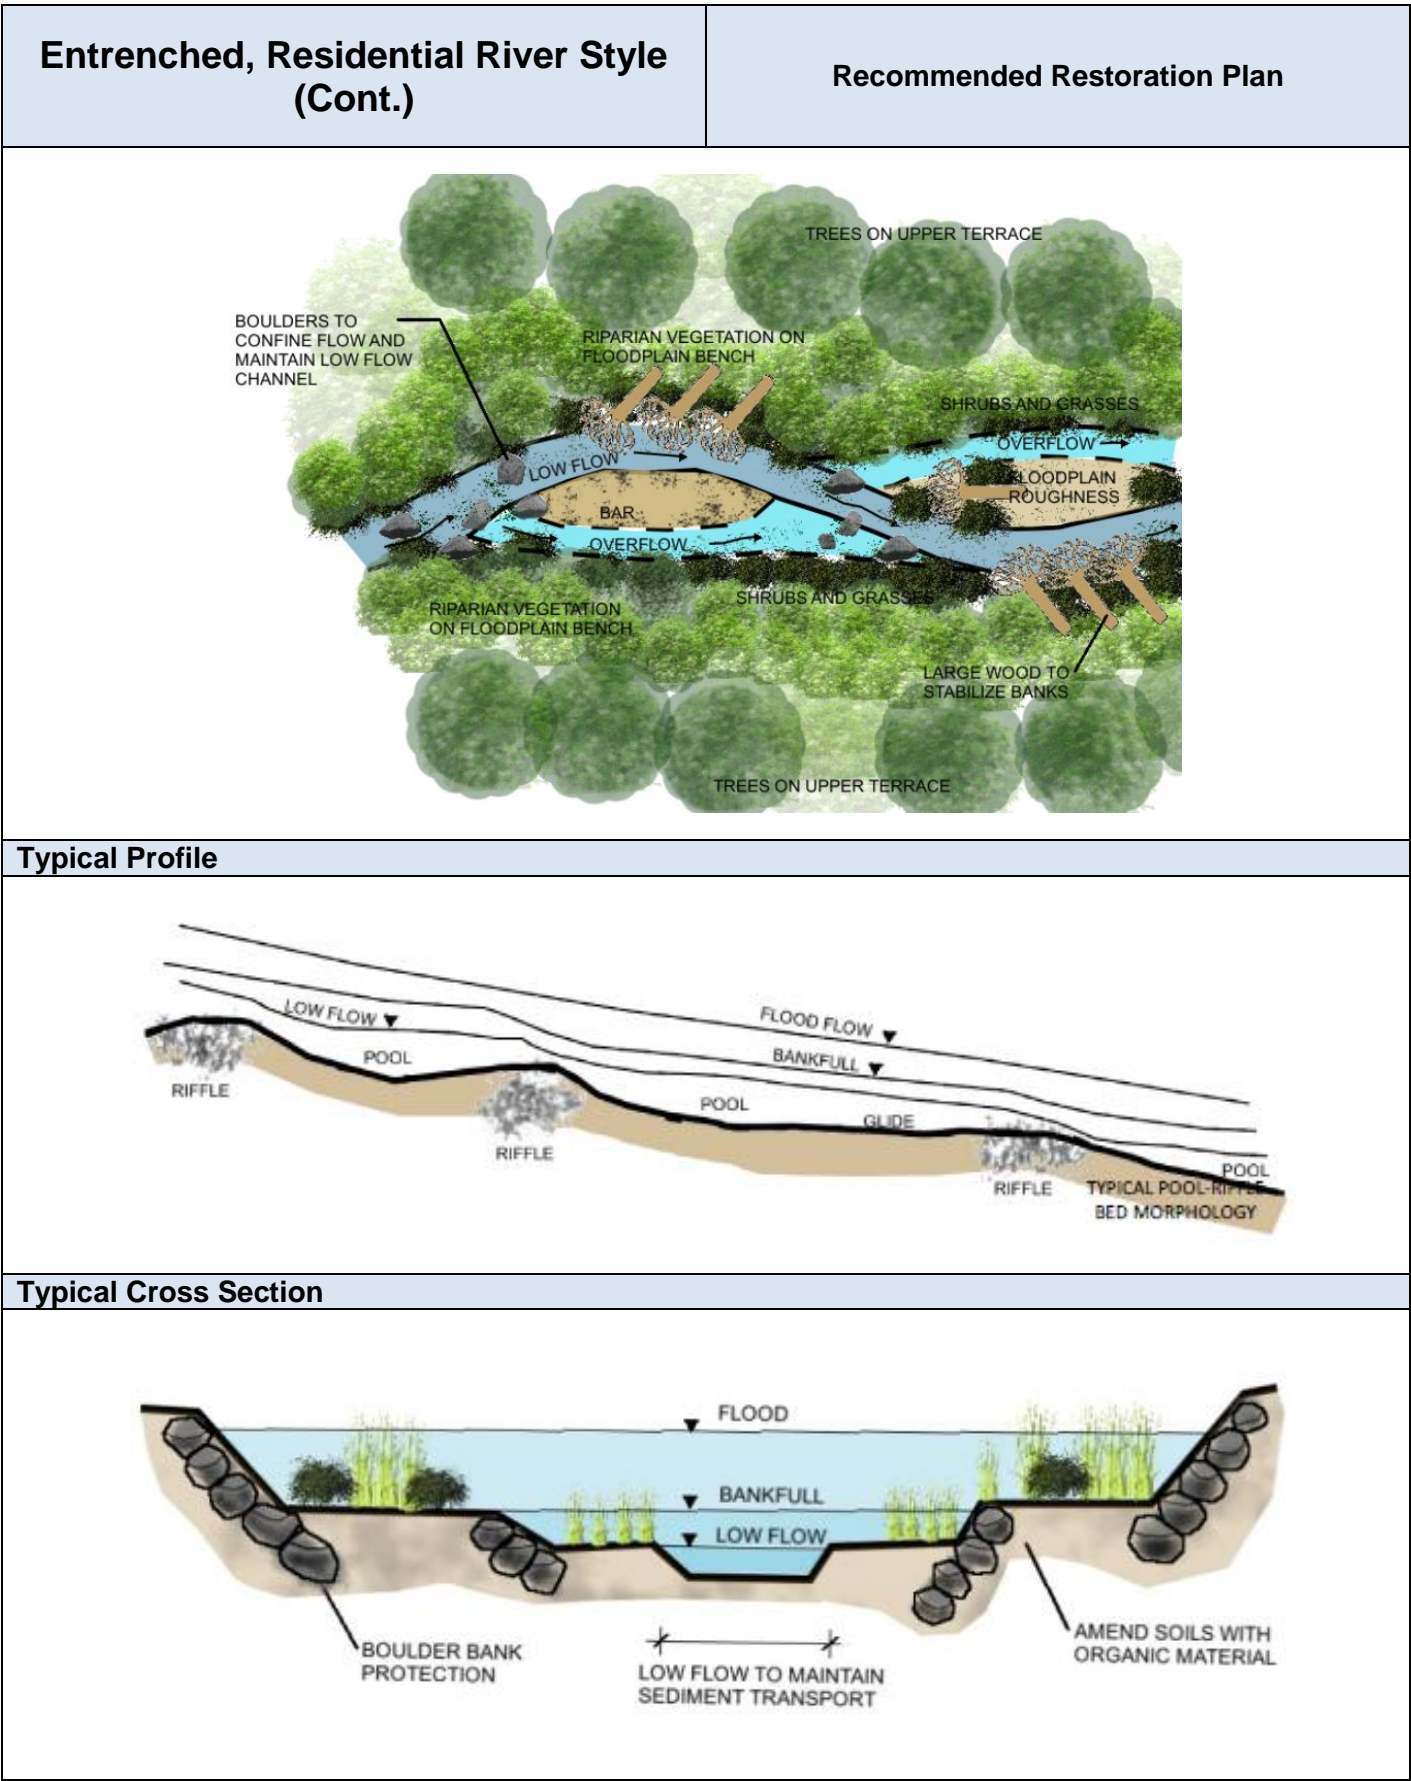 Entrenched, Residential River Style
(Cont.)
Recommended Restoration Plan
TREES ON UPPER TERRACE
BOULDERS TO
CONFINE FLOW AND
MAINTAIN LOW FLOW
CHANNEL
RIPARIAN VEGETATION ON
FLOODPLAIN BENCH
SHRUBS AND GRASSES
OVERFLOW
LOW FLOW
FLOODPLAIN
ROUGHNESS
BAR
OVERFLOW
SHRUBS AND GRASSES
RIPARIAN VEGETATION
ON FLOODPLAIN BENCH
LARGE WOOD TO
STABILIZE BANKS
TREES ON UPPER TERRACE
Typical Profile
LOW FLOW
FLOOD FLOW
POOL
BANKFULL
RIFFLE
POOL
GLIDE
RIFFLE
POOL
RIFFLE
TYPICAL POOL-RIFFLE
BED MORPHOLOGY
Typical Cross Section
FLOOD
BANKFULL
LOW FLOW
BOULDER BANK
PROTECTION
LOW FLOW TO MAINTAIN
SEDIMENT TRANSPORT
AMEND SOILS WITH
ORGANIC MATERIAL